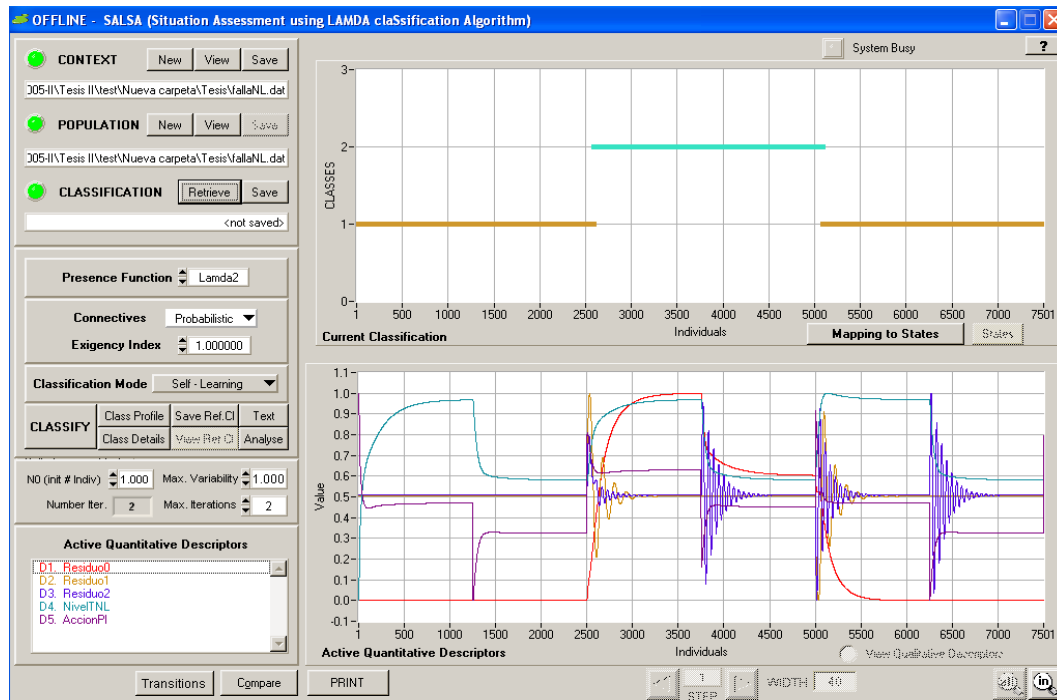 OFFLINE - SALSA (Situation Assessment using LAMDA claSsification Algorithm)
CONTEXT New View Save
005-II\Tesis II\test\Nueva carpeta\Tesis\fallaNL.dat
POPULATION New View Save
005-II\Tesis II\test\Nueva carpeta\Tesis\fallaNL.dat
CLASSIFICATION Retrieve Save
<not saved>
Presence Function Lamda2
Connectives Probabilistic
Exigency Index 1.000000
Classification Mode Self - Learning
CLASSIFY Class Profile Save Ref.Cl Text
Class Details View Ref Cl Analyse
N0 (init # Indiv) 1.000 Max. Variability 1.000
Number Iter. 2 Max. Iterations 2
Active Quantitative Descriptors
D1. Residuo0
D2. Residuo1
D3. Residuo2
D4. NivelTNL
D5. AccionPI
Transitions Compare PRINT
System Busy ?
3
2
1
0
CLASSES
1 500 1000 1500 2000 2500 3000 3500 4000 4500 5000 5500 6000 6500 7000 7501
Individuals
Current Classification Mapping to States States
1.1
1.0
0.9
0.8
0.7
0.6
0.5
0.4
0.3
0.2
0.1
0.0
-0.1
Value
1 500 1000 1500 2000 2500 3000 3500 4000 4500 5000 5500 6000 6500 7000 7501
Individuals
Active Quantitative Descriptors View Qualitative Descriptors
1 STEP WIDTH 40 all in